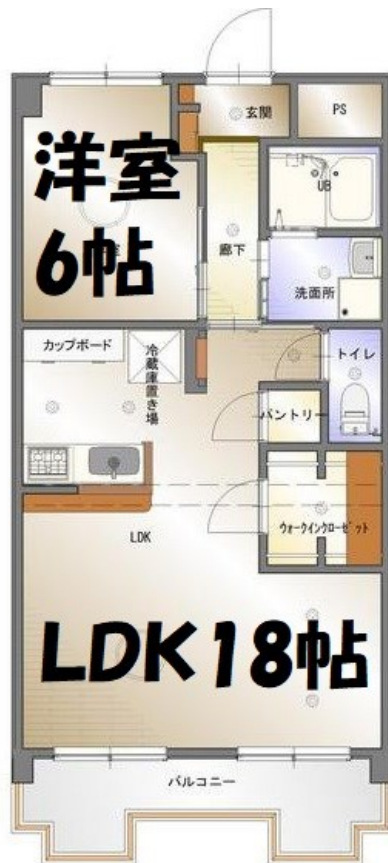 玄関
PS
洋室
6帖
室
UB
廊下
洗面所
カップボード
冷蔵庫置き場
トイレ
パントリー
ウォークインクローゼット
LDK
LDK18帖
バルコニー